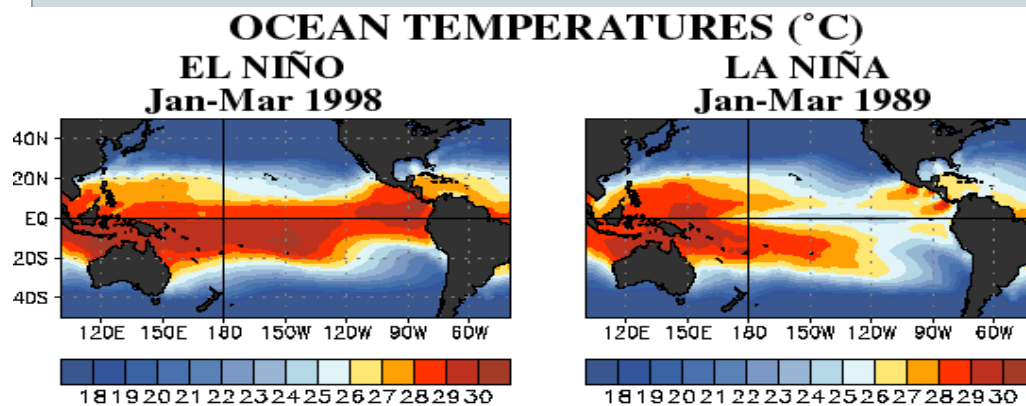 OCEAN TEMPERATURES (°C)
EL NIÑO
Jan-Mar 1998
LA NIÑA
Jan-Mar 1989
40N
20N
EQ
20S
40S
120E 150E 180 150W 120W 90W 60W
120E 150E 180 150W 120W 90W 60W
18 19 20 21 22 23 24 25 26 27 28 29 30
18 19 20 21 22 23 24 25 26 27 28 29 30